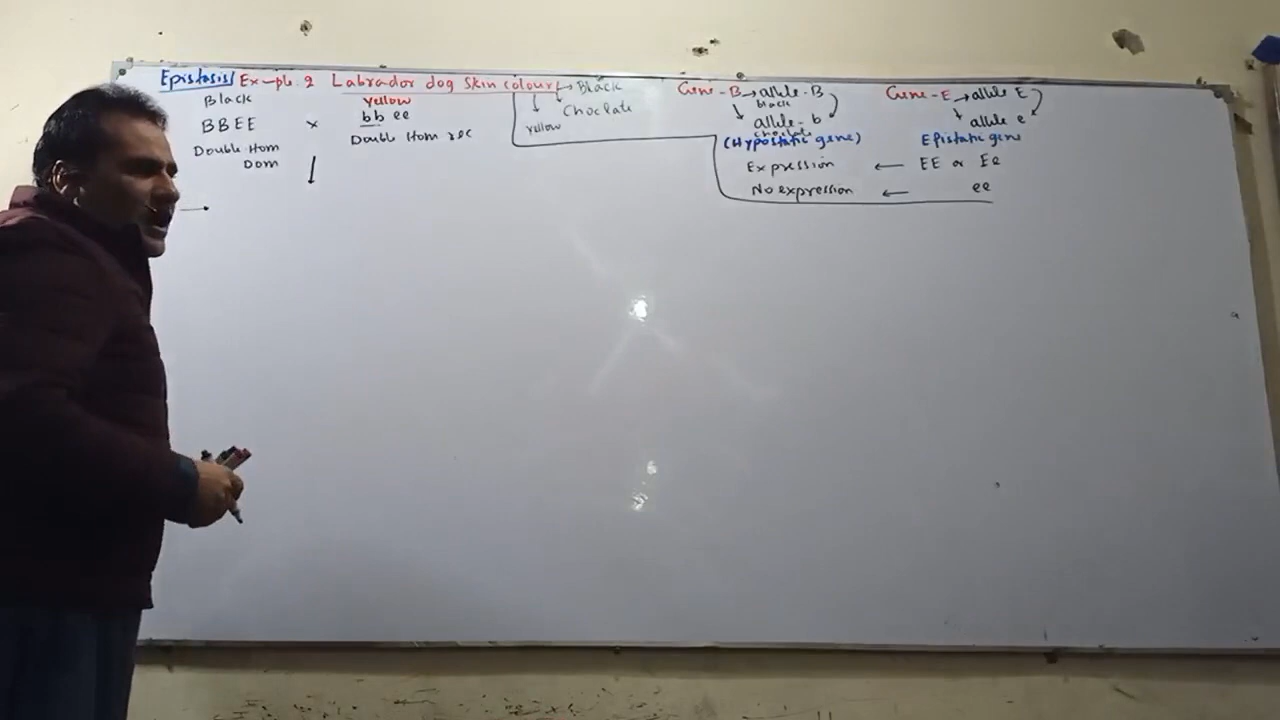 Epistasis/ Ex-ple. 2 Labrador dog skin colour → Black
Choclate
yellow
Black
BBEE
Double Hom
Dom
×
yellow
bb ee
Double Hom rec
Gene - B → allele - B
black
allele - b
choclate
(Hypostatic gene)
Gene - E → allele E
allele e
Epistatic gene
Expression ← EE or Ee
No expression ← ee